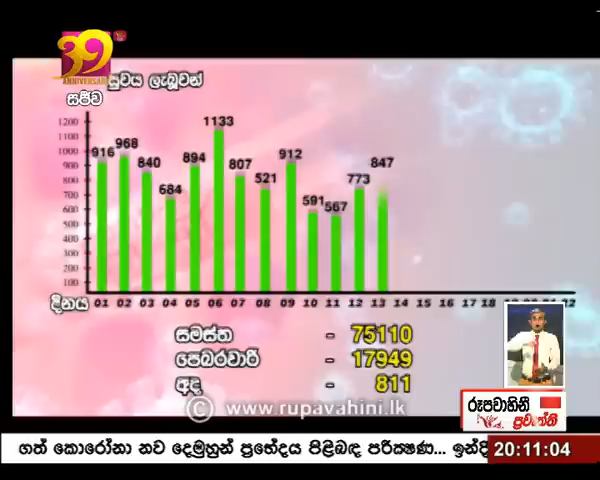 39
ANNIVERSARY
සුවය ලැබූවන්
සජීව
1200
1100
1000
900
800
700
600
500
400
300
200
100
916 968 840 684 894 1133 807 521 912 591 567 773 847
දිනය 01 02 03 04 05 06 07 08 09 10 11 12 13 14 15 16 17 18
සමස්ත - 75110
පෙබරවාරි - 17949
අද - 811
© www.rupavahini.lk
රූපවාහිනී
ප්‍රවෘත්ති
ගත් කොරෝනා නව දෙමුහුන් ප්‍රභේදය පිළිබඳ පරීක්ෂණ... ඉන්දි
20:11:04